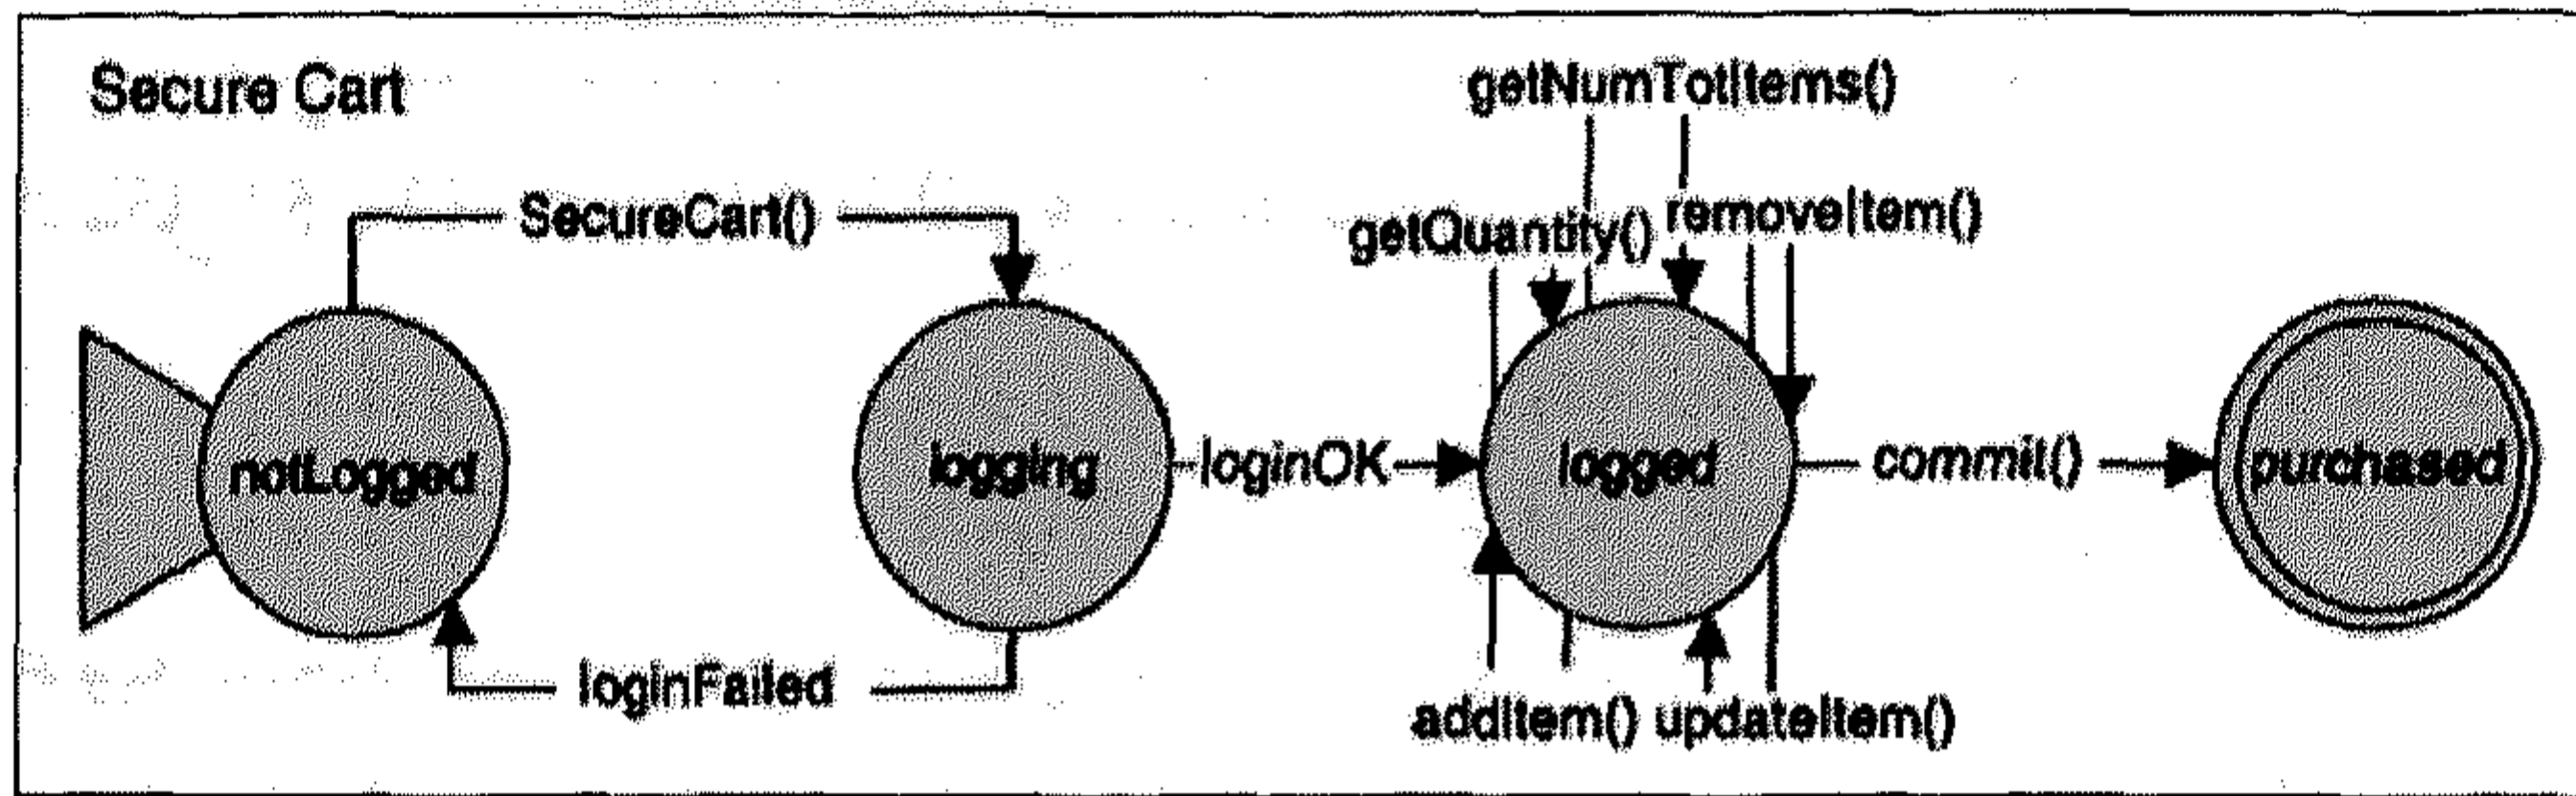 Secure Cart
getNumTotItems()
SecureCart()
getQuantity() removeItem()
notLogged
logging
loginOK
logged
commit()
purchased
loginFailed
addItem() updateItem()